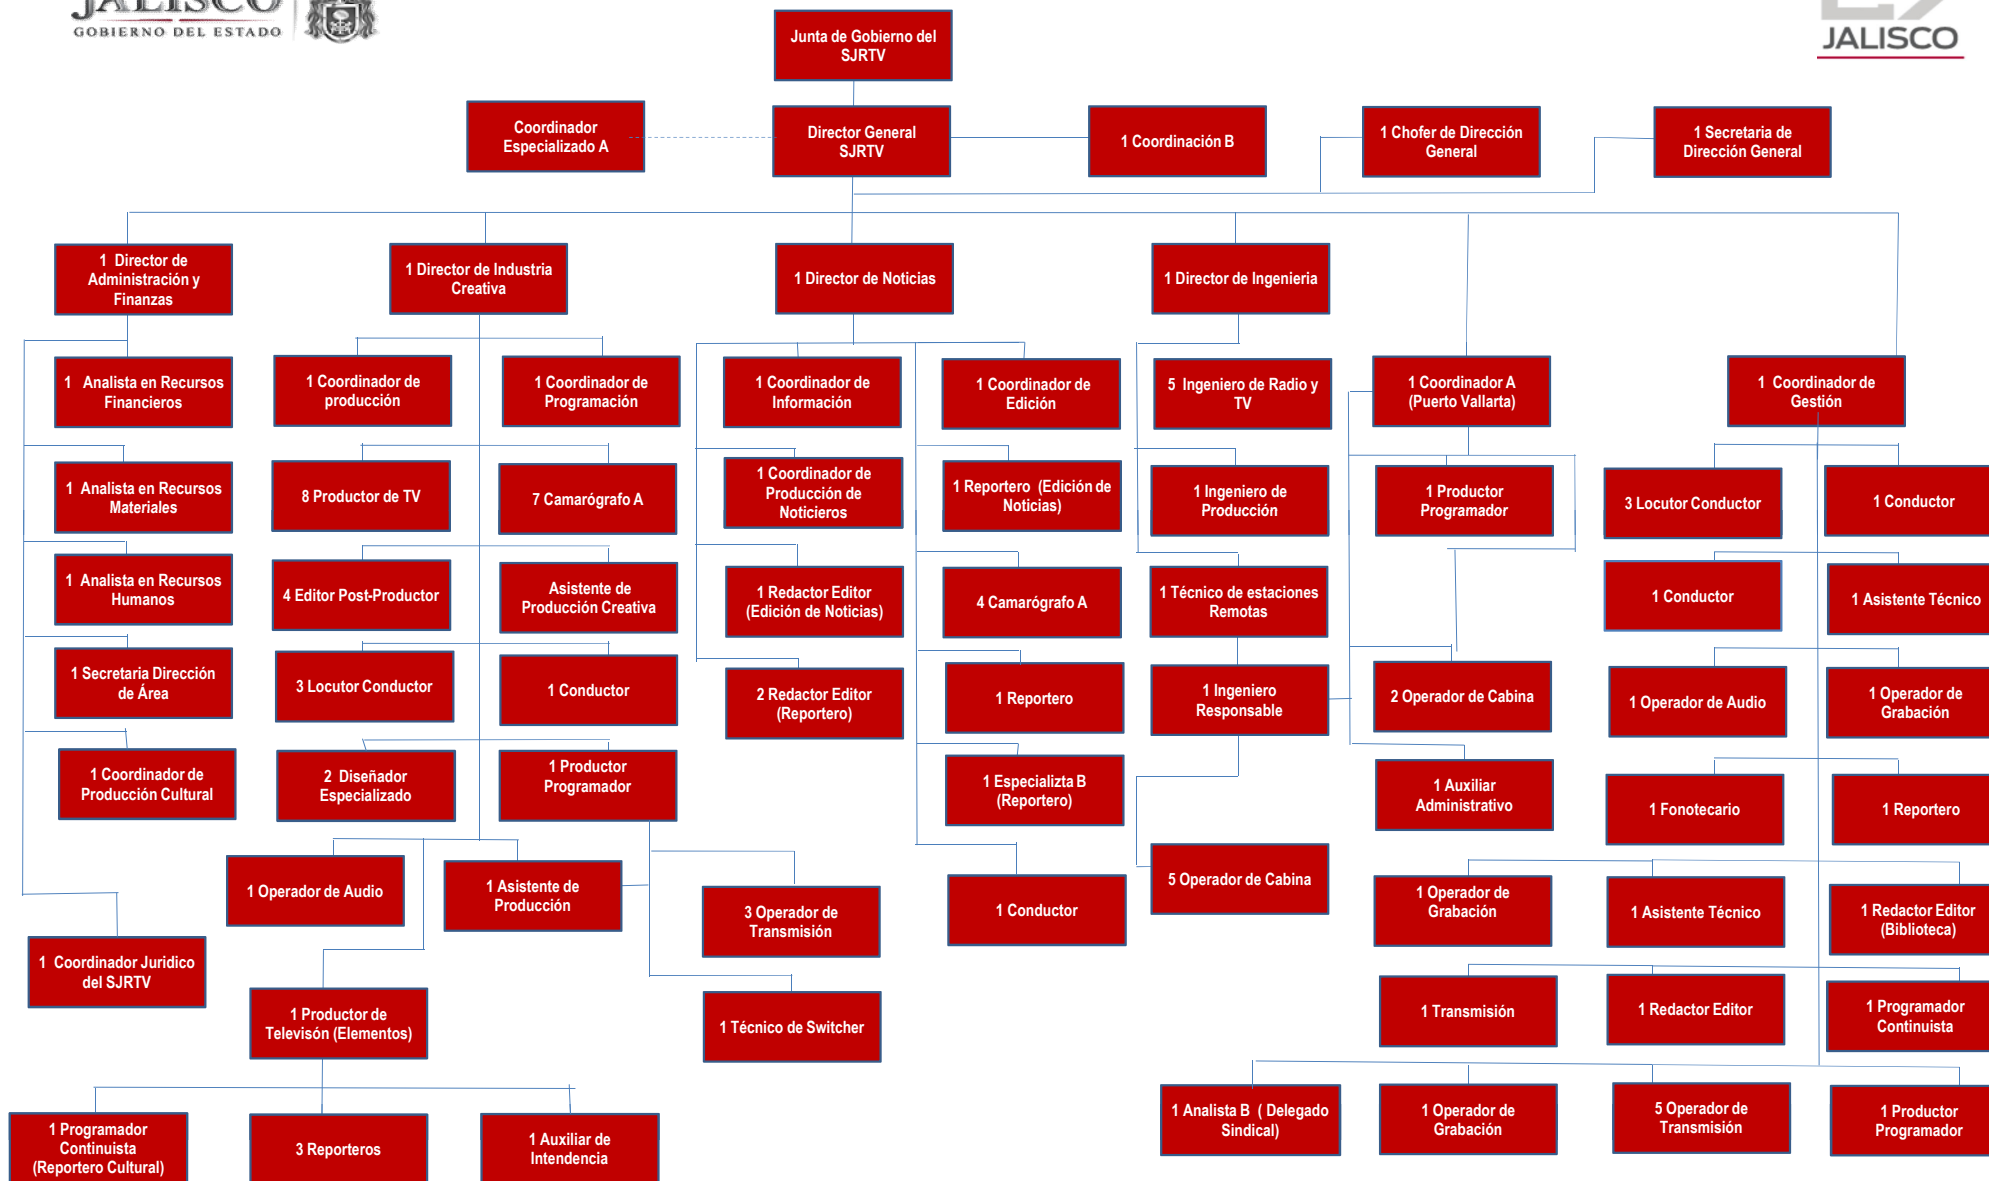 JALISCO
GOBIERNO DEL ESTADO
JALISCO
Junta de Gobierno del
SJRTV
Coordinador
Especializado A
Director General
SJRTV
1 Coordinación B
1 Chofer de Dirección
General
1 Secretaria de
Dirección General
1 Director de
Administración y
Finanzas
1 Director de Industria
Creativa
1 Director de Noticias
1 Director de Ingenieria
1 Analista en Recursos
Financieros
1 Coordinador de
producción
1 Coordinador de
Programación
1 Coordinador de
Información
1 Coordinador de
Edición
5 Ingeniero de Radio y
TV
1 Coordinador A
(Puerto Vallarta)
1 Coordinador de
Gestión
1 Analista en Recursos
Materiales
8 Productor de TV
7 Camarógrafo A
1 Coordinador de
Producción de
Noticieros
1 Reportero (Edición de
Noticias)
1 Ingeniero de
Producción
1 Productor
Programador
3 Locutor Conductor
1 Conductor
1 Analista en Recursos
Humanos
4 Editor Post-Productor
Asistente de
Producción Creativa
1 Redactor Editor
(Edición de Noticias)
4 Camarógrafo A
1 Técnico de estaciones
Remotas
1 Conductor
1 Asistente Técnico
1 Secretaria Dirección
de Área
3 Locutor Conductor
1 Conductor
2 Redactor Editor
(Reportero)
1 Reportero
1 Ingeniero
Responsable
2 Operador de Cabina
1 Operador de Audio
1 Operador de
Grabación
1 Coordinador de
Producción Cultural
2 Diseñador
Especializado
1 Productor
Programador
1 Especializta B
(Reportero)
1 Auxiliar
Administrativo
1 Fonotecario
1 Reportero
1 Operador de Audio
1 Asistente de
Producción
3 Operador de
Transmisión
1 Conductor
5 Operador de Cabina
1 Operador de
Grabación
1 Asistente Técnico
1 Redactor Editor
(Biblioteca)
1 Coordinador Juridico
del SJRTV
1 Productor de
Televisón (Elementos)
1 Técnico de Switcher
1 Transmisión
1 Redactor Editor
1 Programador
Continuista
1 Programador
Continuista
(Reportero Cultural)
3 Reporteros
1 Auxiliar de
Intendencia
1 Analista B ( Delegado
Sindical)
1 Operador de
Grabación
5 Operador de
Transmisión
1 Productor
Programador